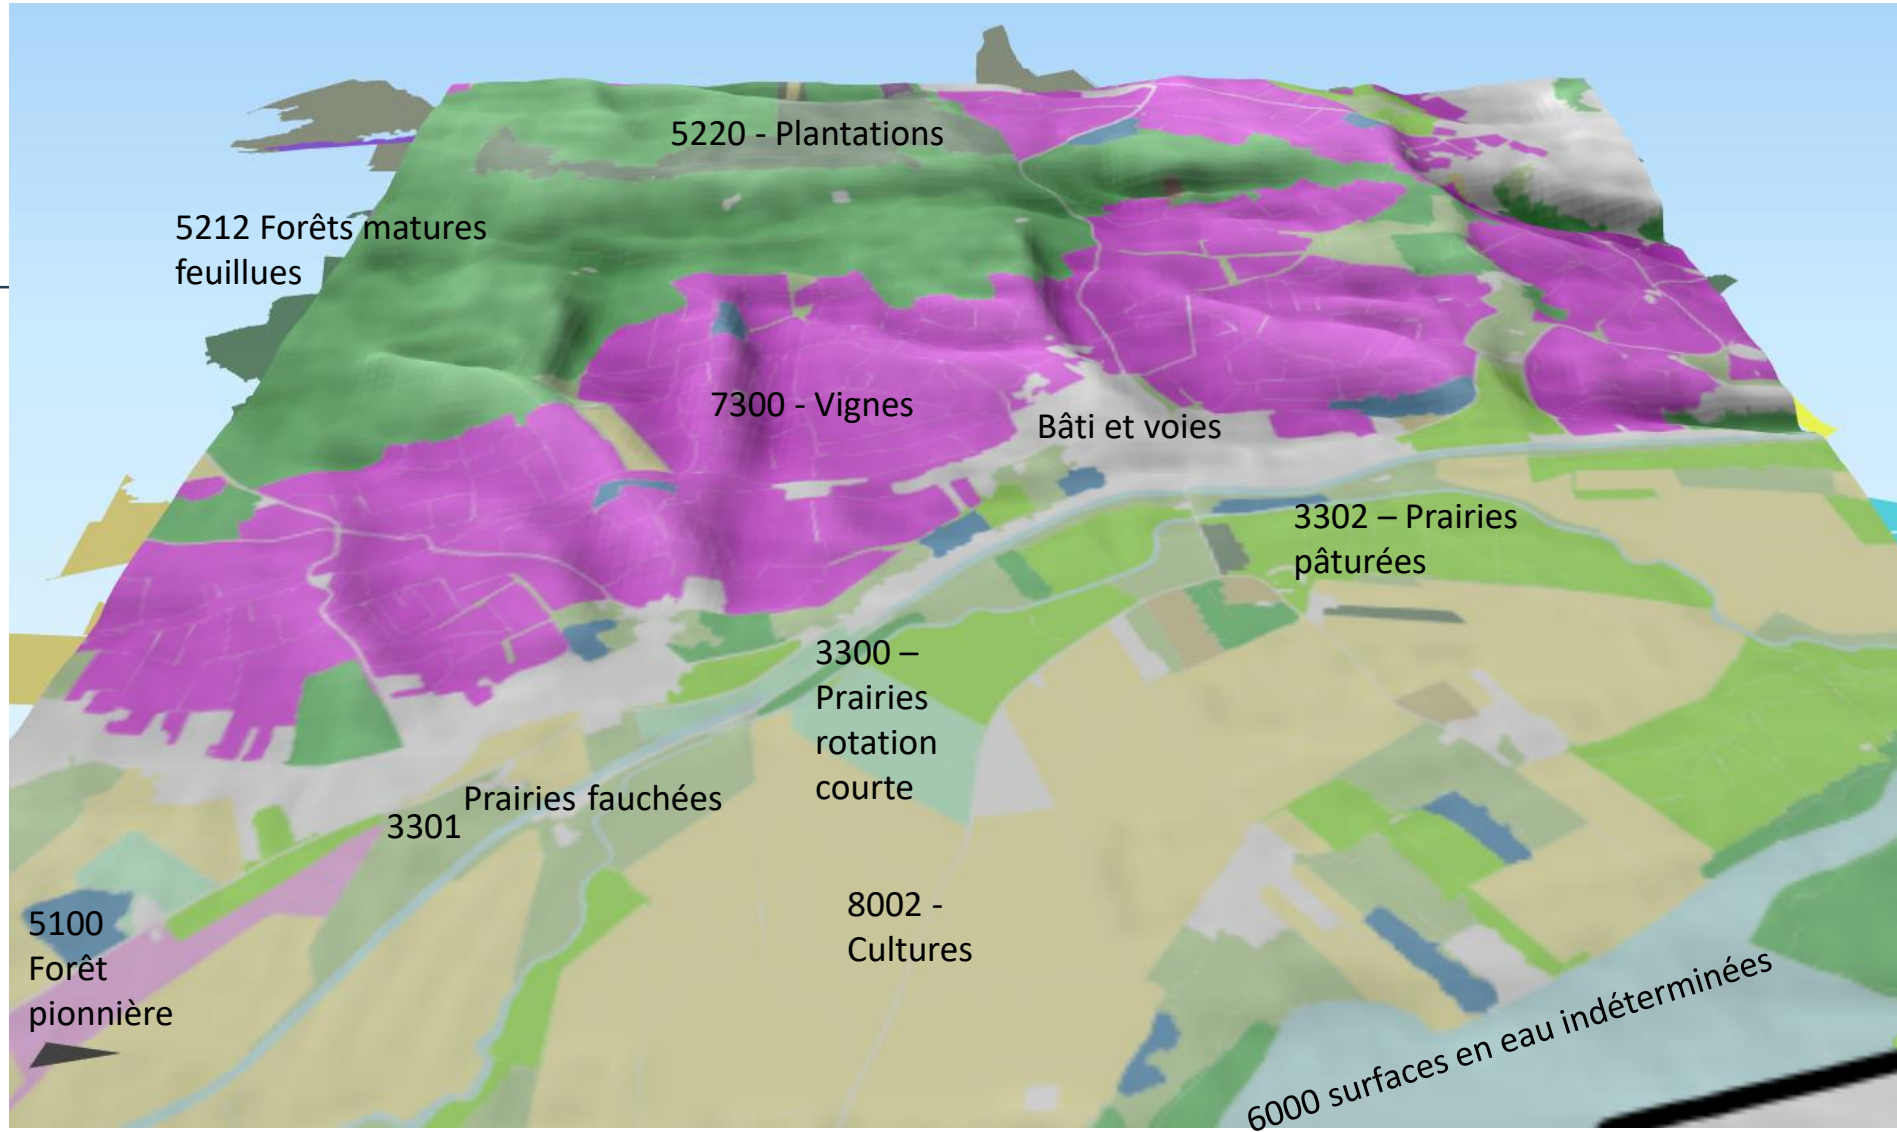 5220 - Plantations
5212 Forêts matures
feuillues
7300 - Vignes
Bâti et voies
3302 – Prairies
pâturées
3300 –
Prairies
rotation
courte
Prairies fauchées
3301
8002 -
Cultures
5100
Forêt
pionnière
6000 surfaces en eau indéterminées